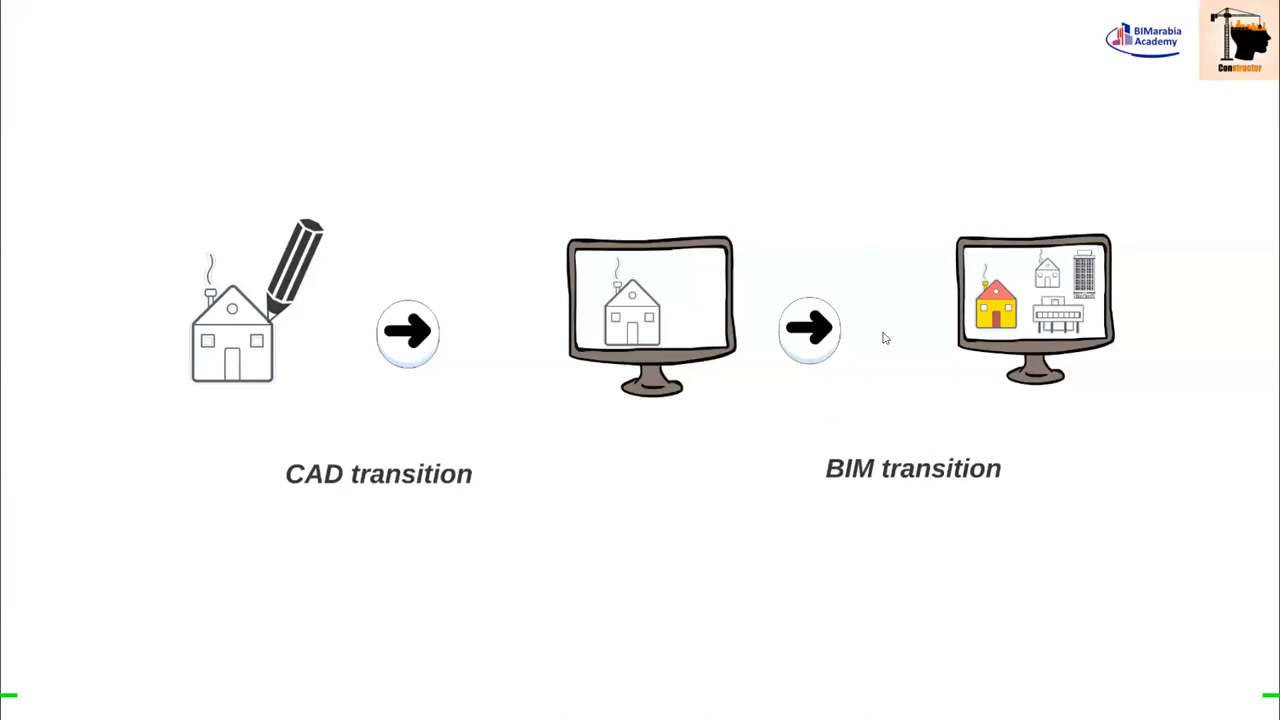 BIMarabia
Academy
Constructor
CAD transition
BIM transition